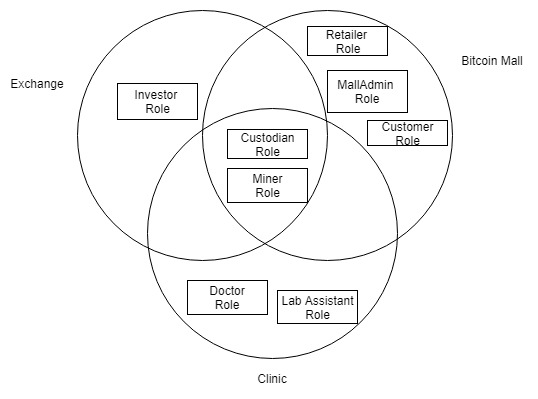 Retailer
Role
Bitcoin Mall
Exchange
MallAdmin
Role
Investor
Role
Customer
Role
Custodian
Role
Miner
Role
Doctor
Role
Lab Assistant
Role
Clinic